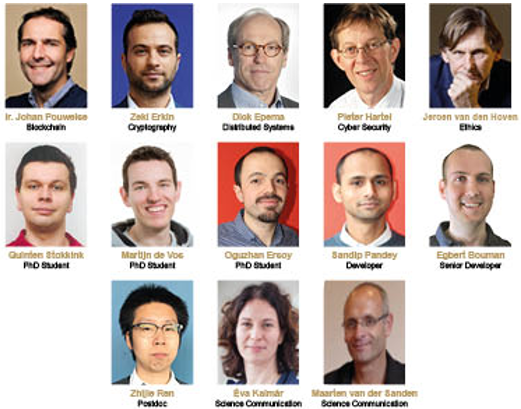 Ir. Johan Pouwelse
Blockchain
Zeki Erkin
Cryptography
Dick Epema
Distributed Systems
Pieter Hartel
Cyber Security
Jeroen van den Hoven
Ethics
Quinten Stokkink
PhD Student
Martijn de Vos
PhD Student
Oguzhan Ersoy
PhD Student
Sandip Pandey
Developer
Egbert Bouman
Senior Developer
Zhijie Ren
Postdoc
Éva Kalmár
Science Communication
Maarten van der Sanden
Science Communication